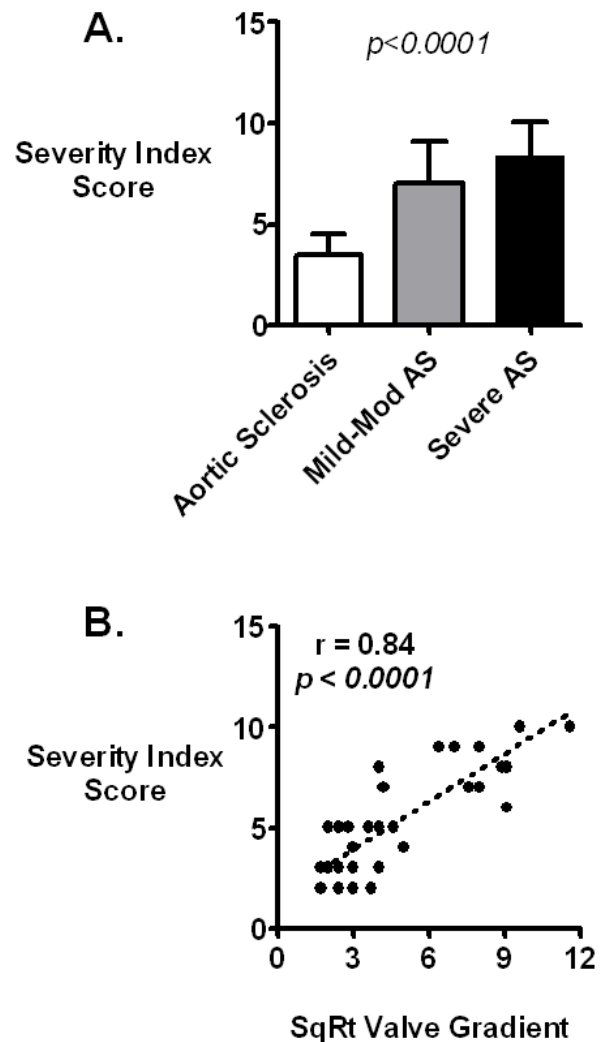 A.
15
p<0.0001
10
Severity Index
Score
5
0
Aortic Sclerosis
Mild-Mod AS
Severe AS
B.
15
r = 0.84
p < 0.0001
10
Severity Index
Score
5
0
0 3 6 9 12
SqRt Valve Gradient